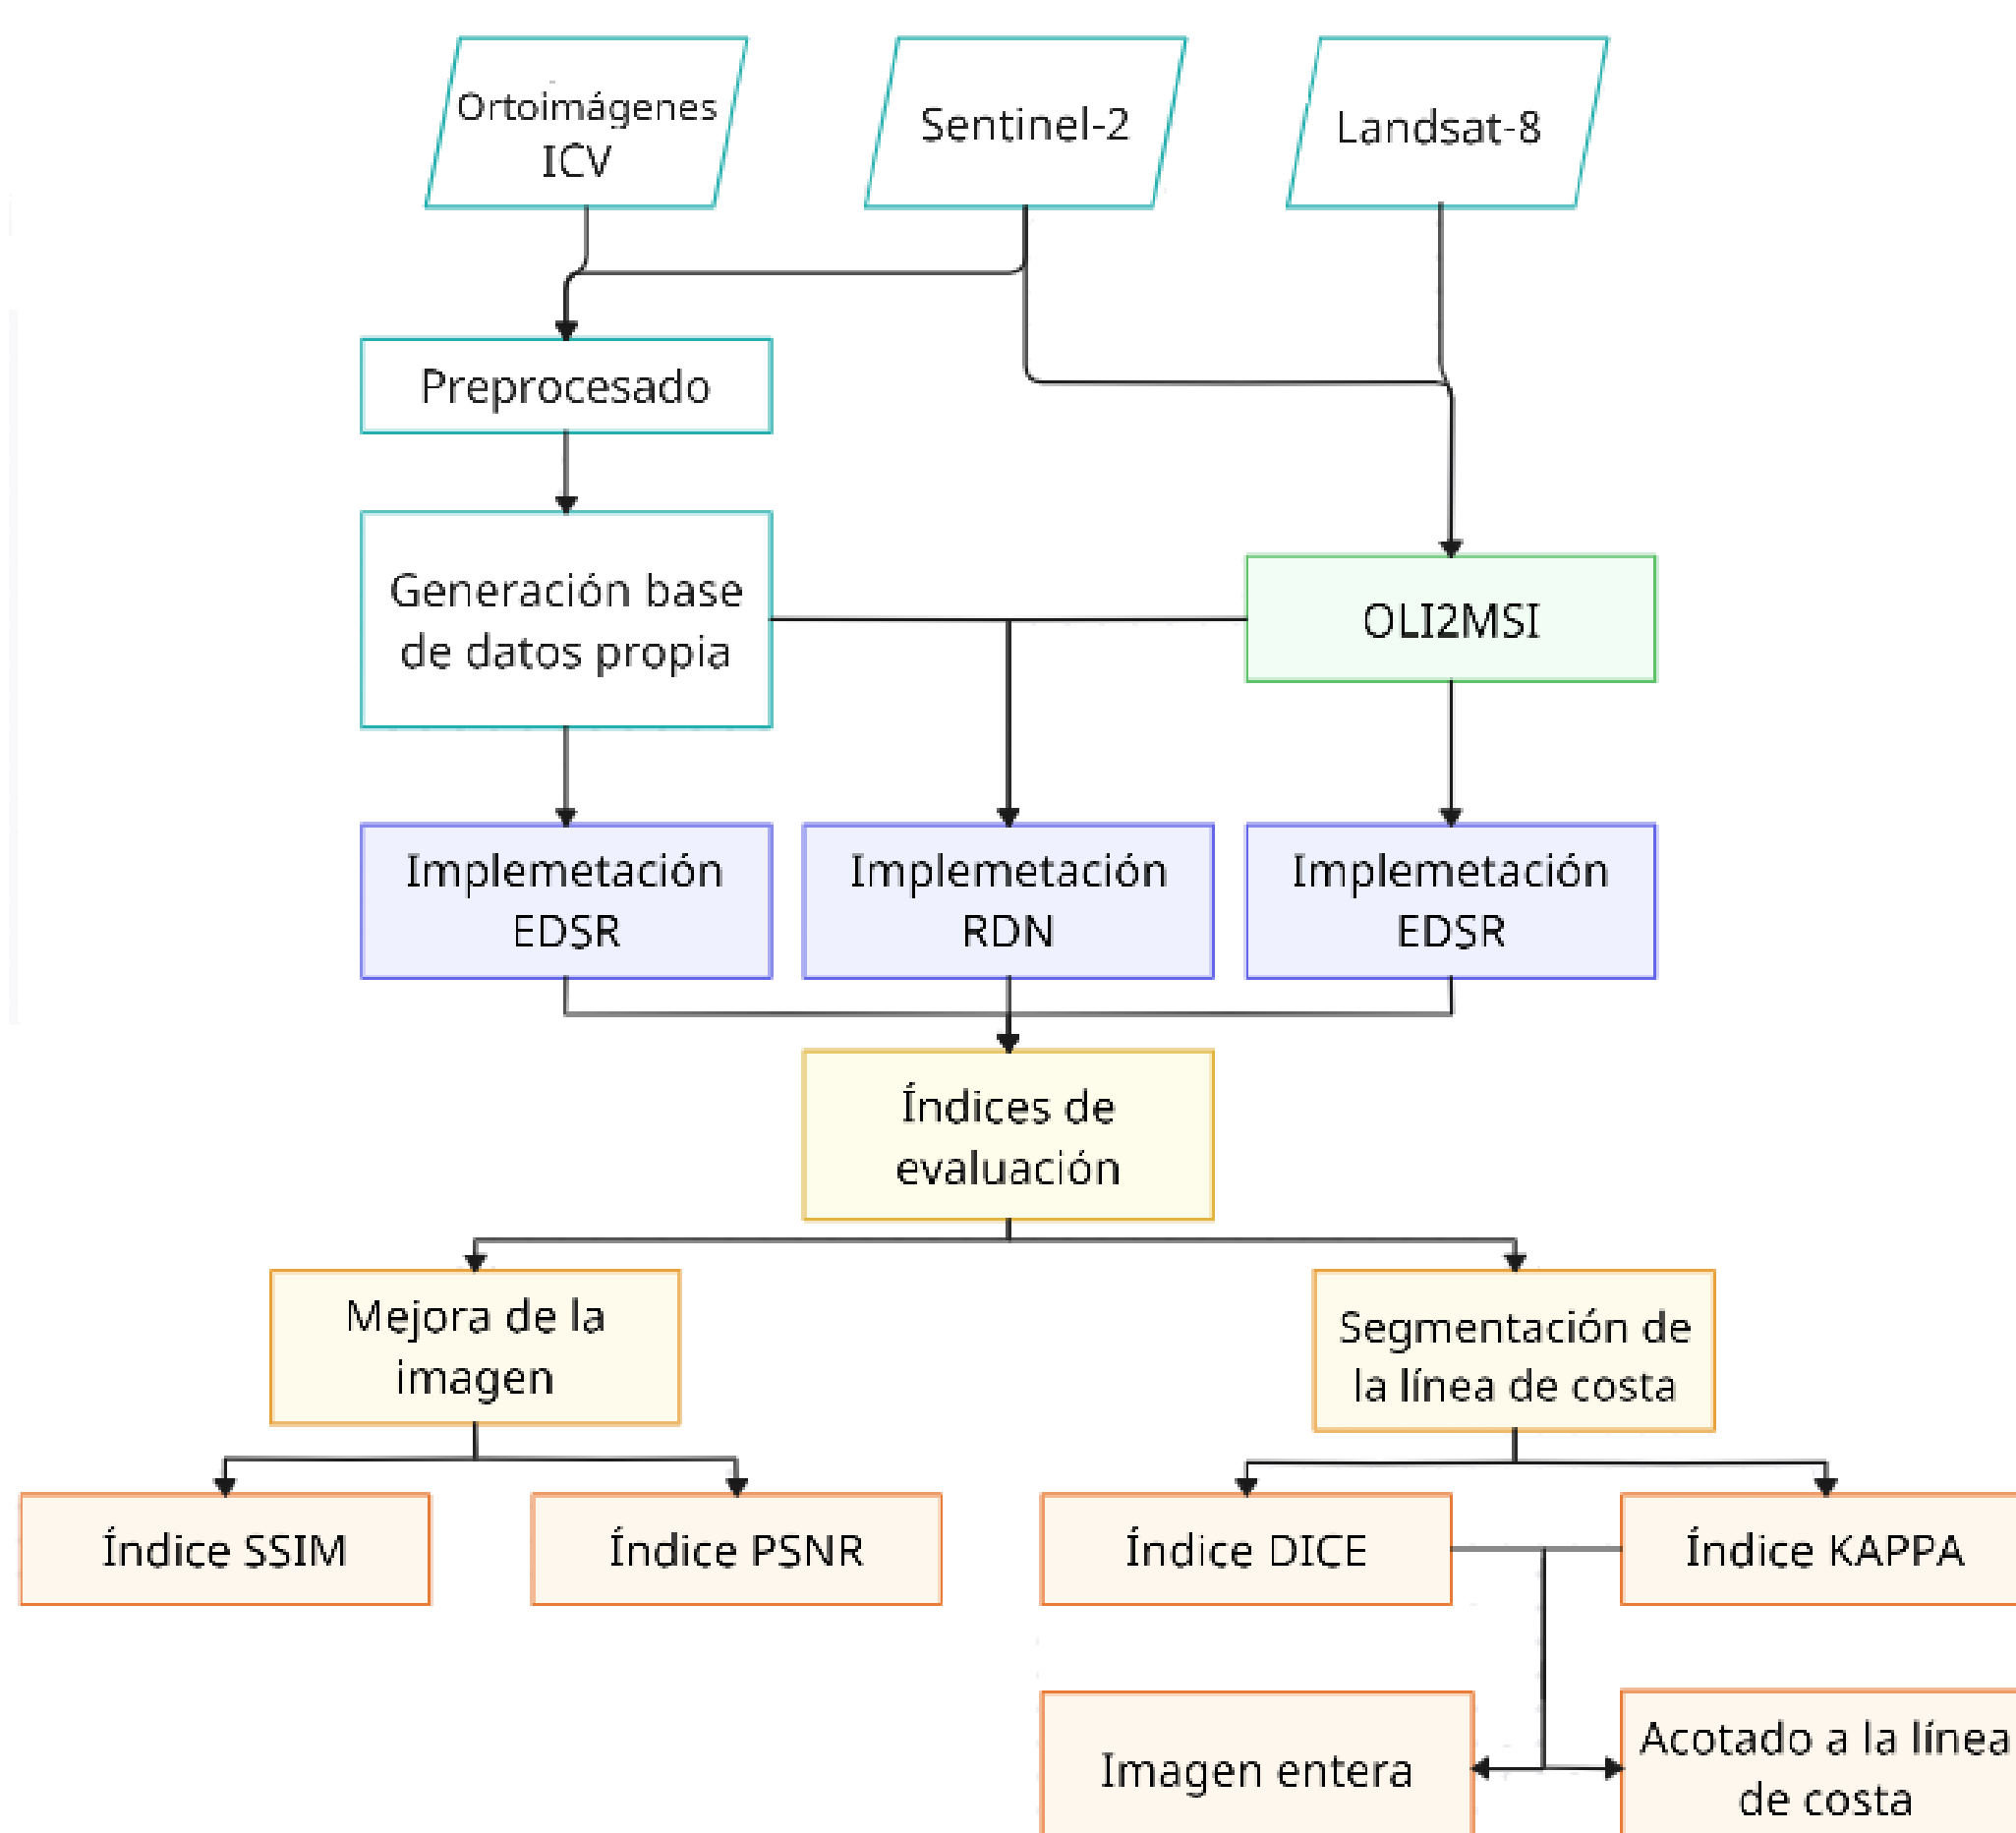 Ortoimágenes
ICV
Sentinel-2
Landsat-8
Preprocesado
Generación base
de datos propia
OLI2MSI
Implemetación
EDSR
Implemetación
RDN
Implemetación
EDSR
Índices de
evaluación
Mejora de la
imagen
Segmentación de
la línea de costa
Índice SSIM
Índice PSNR
Índice DICE
Índice KAPPA
Imagen entera
Acotado a la línea
de costa